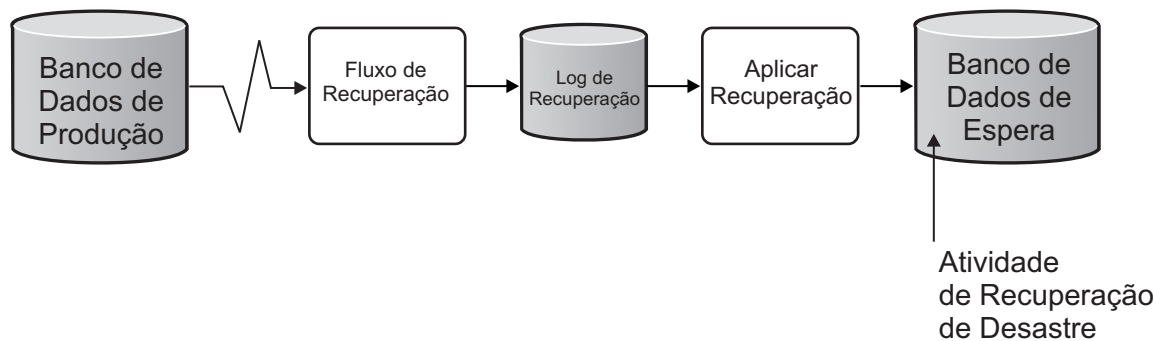 Banco de
Dados de
Produção
Fluxo de
Recuperação
Log de
Recuperação
Aplicar
Recuperação
Banco de
Dados de
Espera
Atividade
de Recuperação
de Desastre